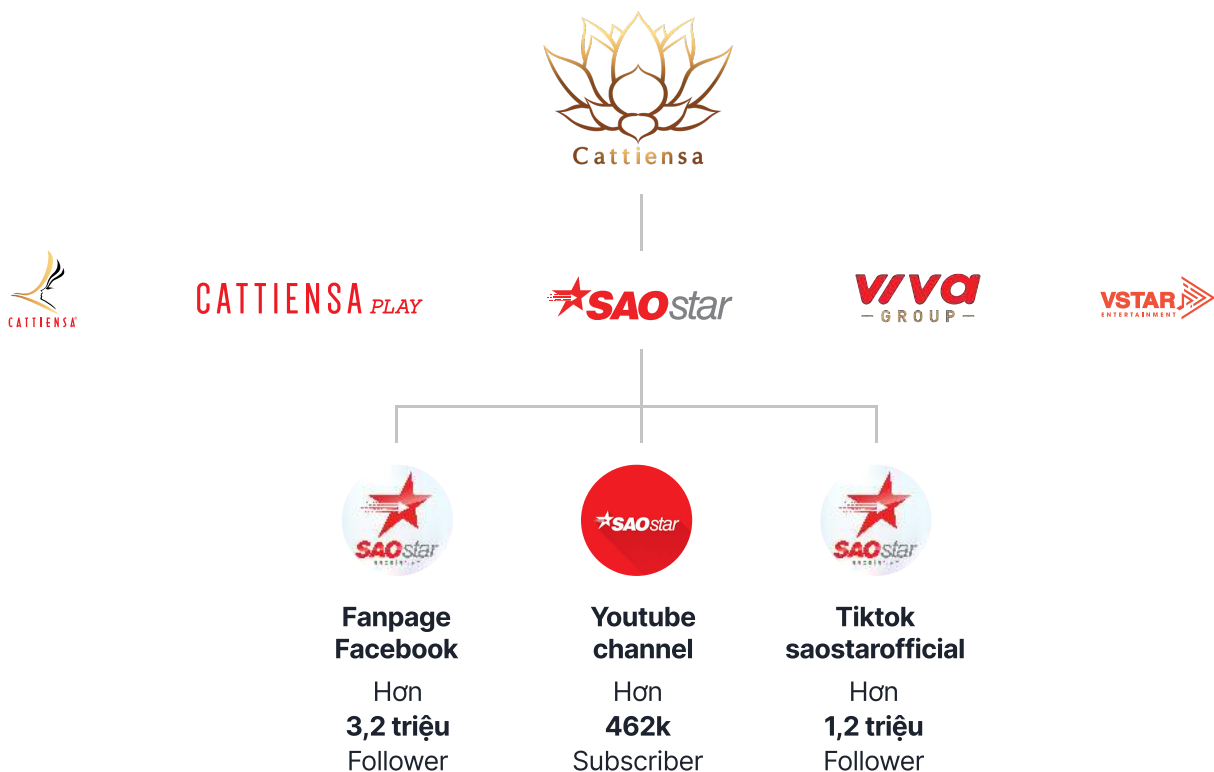 Cattiensa
CATTIENSA
CATTIENSA PLAY
SAOstar
VIVA
GROUP
VSTAR
ENTERTAINMENT
SAOstar
SAOstar
SAOstar
Fanpage
Facebook
Youtube
channel
Tiktok
saostarofficial
Hơn
3,2 triệu
Follower
Hơn
462k
Subscriber
Hơn
1,2 triệu
Follower